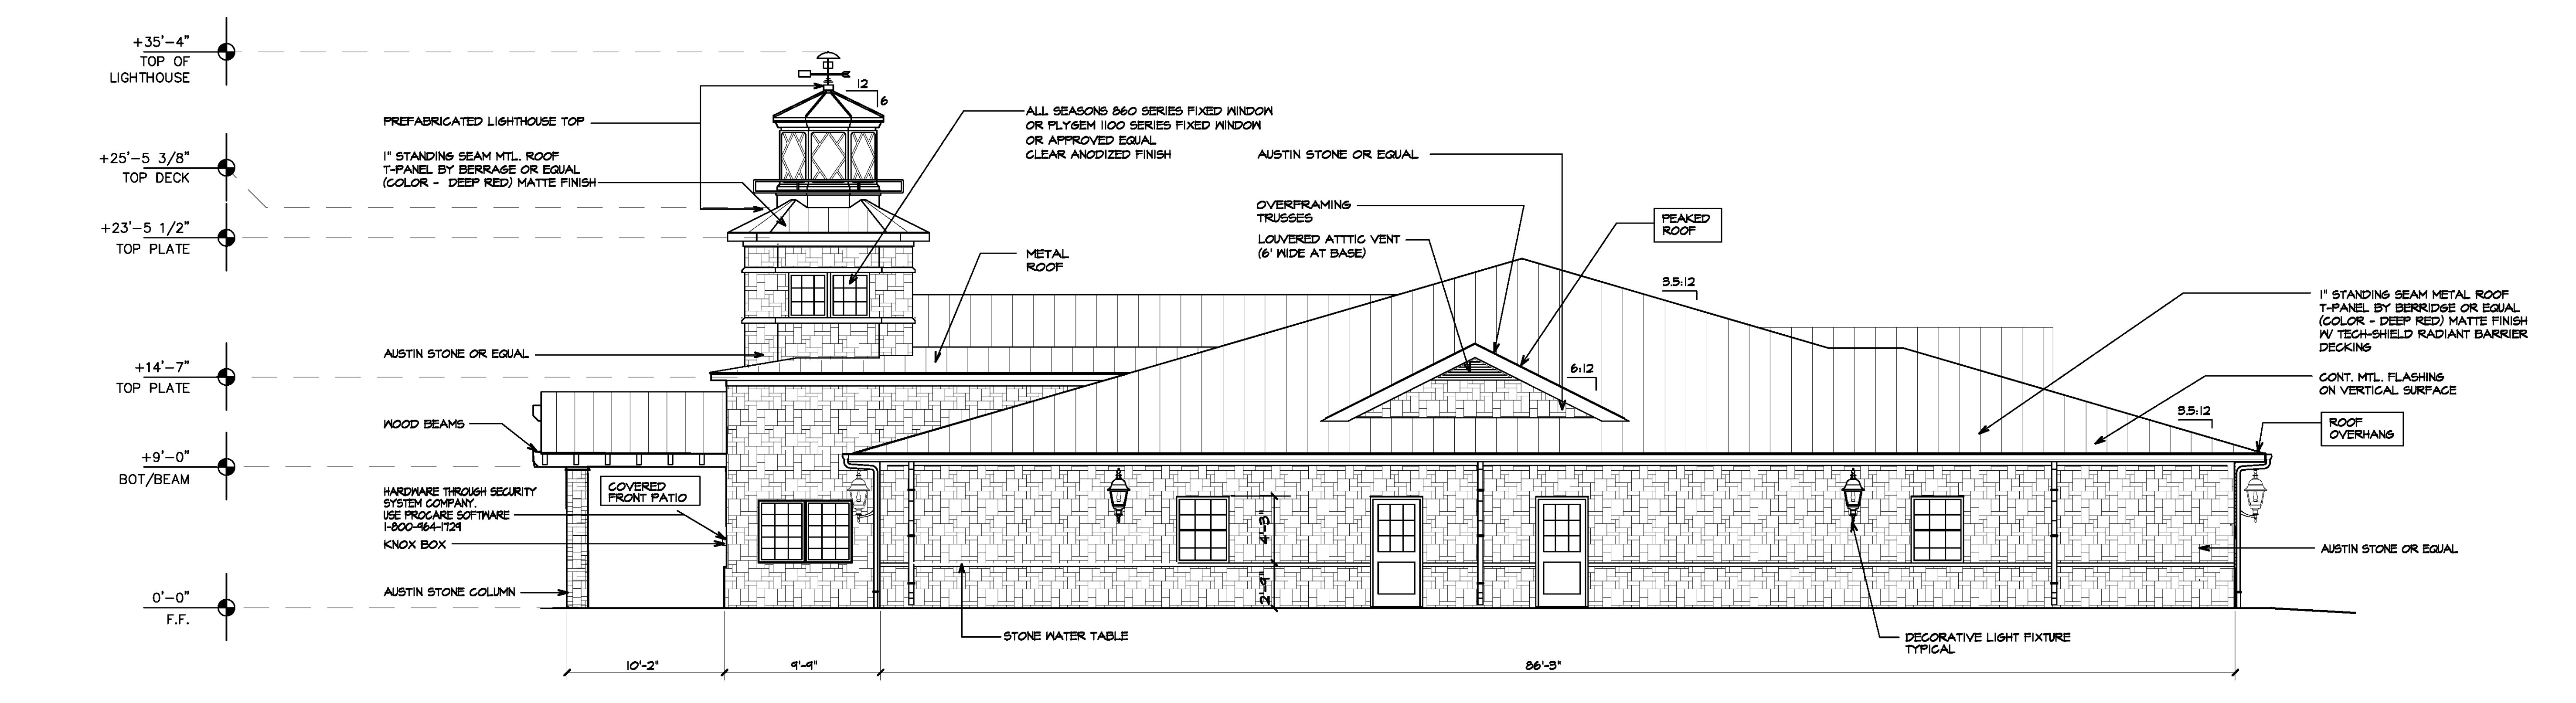 +35'-4"
TOP OF
LIGHTHOUSE
+25'-5 3/8"
TOP DECK
+23'-5 1/2"
TOP PLATE
+14'-7"
TOP PLATE
+9'-0"
BOT/BEAM
0'-0"
F.F.
PREFABRICATED LIGHTHOUSE TOP
1" STANDING SEAM MTL. ROOF
T-PANEL BY BERRAGE OR EQUAL
(COLOR - DEEP RED) MATTE FINISH
AUSTIN STONE OR EQUAL
WOOD BEAMS
HARDWARE THROUGH SECURITY
SYSTEM COMPANY.
USE PROCARE SOFTWARE
1-800-964-1729
KNOX BOX
AUSTIN STONE COLUMN
COVERED
FRONT PATIO
12
6
ALL SEASONS 860 SERIES FIXED WINDOW
OR PLYGEM 1100 SERIES FIXED WINDOW
OR APPROVED EQUAL
CLEAR ANODIZED FINISH
METAL
ROOF
AUSTIN STONE OR EQUAL
OVERFRAMING
TRUSSES
LOUVERED ATTTIC VENT
(6' WIDE AT BASE)
PEAKED
ROOF
3.5:12
6:12
3.5:12
1" STANDING SEAM METAL ROOF
T-PANEL BY BERRIDGE OR EQUAL
(COLOR - DEEP RED) MATTE FINISH
W/ TECH-SHIELD RADIANT BARRIER
DECKING
CONT. MTL. FLASHING
ON VERTICAL SURFACE
ROOF
OVERHANG
AUSTIN STONE OR EQUAL
4'-3"
2'-9"
STONE WATER TABLE
DECORATIVE LIGHT FIXTURE
TYPICAL
10'-2"
9'-9"
86'-3"